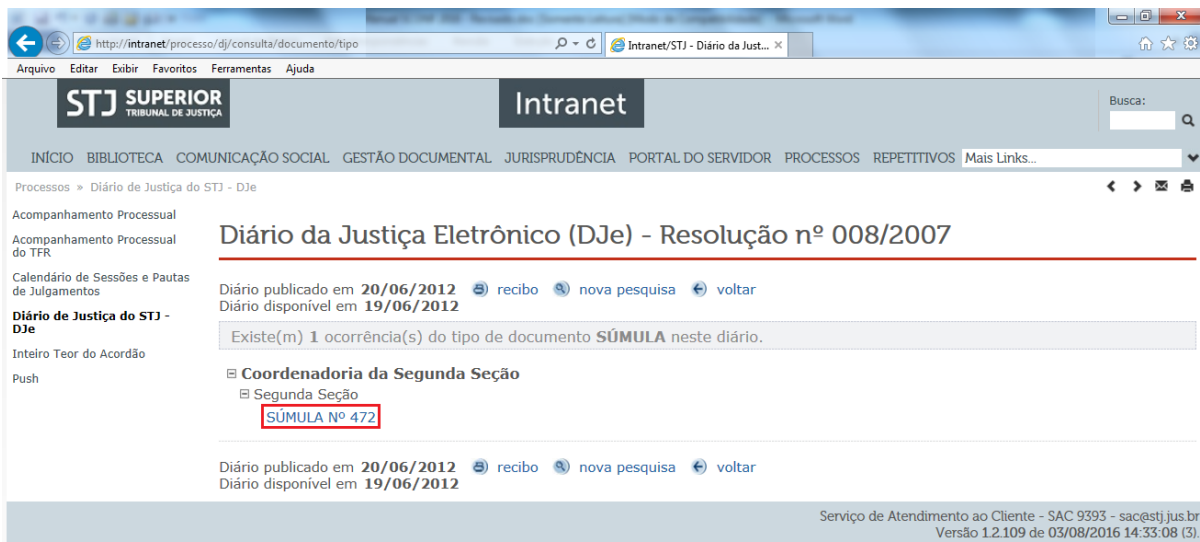 http://intranet/processo/dj/consulta/documento/tipo
Intranet/STJ - Diário da Just...
Arquivo Editar Exibir Favoritos Ferramentas Ajuda
STJ SUPERIOR
TRIBUNAL DE JUSTIÇA
Intranet
Busca:
INÍCIO BIBLIOTECA COMUNICAÇÃO SOCIAL GESTÃO DOCUMENTAL JURISPRUDÊNCIA PORTAL DO SERVIDOR PROCESSOS REPETITIVOS Mais Links...
Processos » Diário de Justiça do STJ - DJe
Acompanhamento Processual
Acompanhamento Processual
do TFR
Calendário de Sessões e Pautas
de Julgamentos
Diário de Justiça do STJ -
DJe
Inteiro Teor do Acordão
Push
Diário da Justiça Eletrônico (DJe) - Resolução nº 008/2007
Diário publicado em 20/06/2012 recibo nova pesquisa voltar
Diário disponível em 19/06/2012
Existe(m) 1 ocorrência(s) do tipo de documento SÚMULA neste diário.
Coordenadoria da Segunda Seção
Segunda Seção
SÚMULA Nº 472
Diário publicado em 20/06/2012 recibo nova pesquisa voltar
Diário disponível em 19/06/2012
Serviço de Atendimento ao Cliente - SAC 9393 - sac@stj.jus.br
Versão 1.2.109 de 03/08/2016 14:33:08 (3).